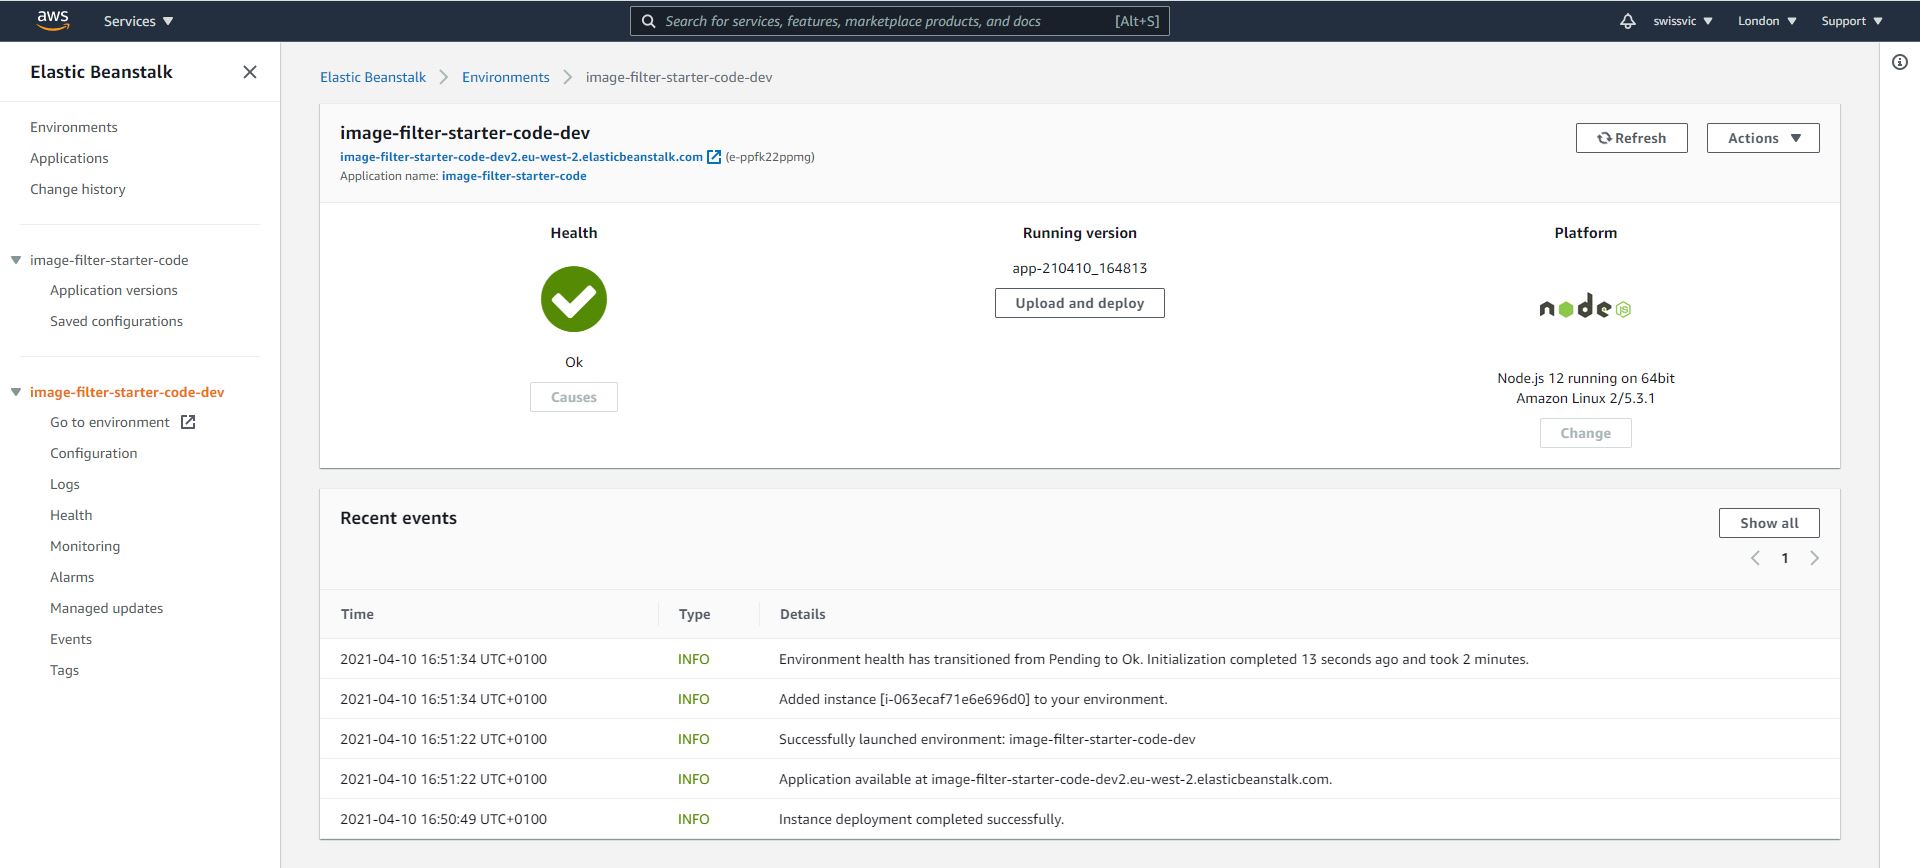 aws Services Search for services, features, marketplace products, and docs [Alt+S] swissvic London Support
Elastic Beanstalk
Environments
Applications
Change history
image-filter-starter-code
Application versions
Saved configurations
image-filter-starter-code-dev
Go to environment
Configuration
Logs
Health
Monitoring
Alarms
Managed updates
Events
Tags
Elastic Beanstalk Environments image-filter-starter-code-dev
image-filter-starter-code-dev
image-filter-starter-code-dev2.eu-west-2.elasticbeanstalk.com (e-ppfk22ppmg)
Application name: image-filter-starter-code
Refresh Actions
Health
Ok
Causes
Running version
app-210410_164813
Upload and deploy
Platform
node JS
Node.js 12 running on 64bit
Amazon Linux 2/5.3.1
Change
Recent events
Show all
1
Time Type Details
2021-04-10 16:51:34 UTC+0100 INFO Environment health has transitioned from Pending to Ok. Initialization completed 13 seconds ago and took 2 minutes.
2021-04-10 16:51:34 UTC+0100 INFO Added instance [i-063ecaf71e6e696d0] to your environment.
2021-04-10 16:51:22 UTC+0100 INFO Successfully launched environment: image-filter-starter-code-dev
2021-04-10 16:51:22 UTC+0100 INFO Application available at image-filter-starter-code-dev2.eu-west-2.elasticbeanstalk.com.
2021-04-10 16:50:49 UTC+0100 INFO Instance deployment completed successfully.